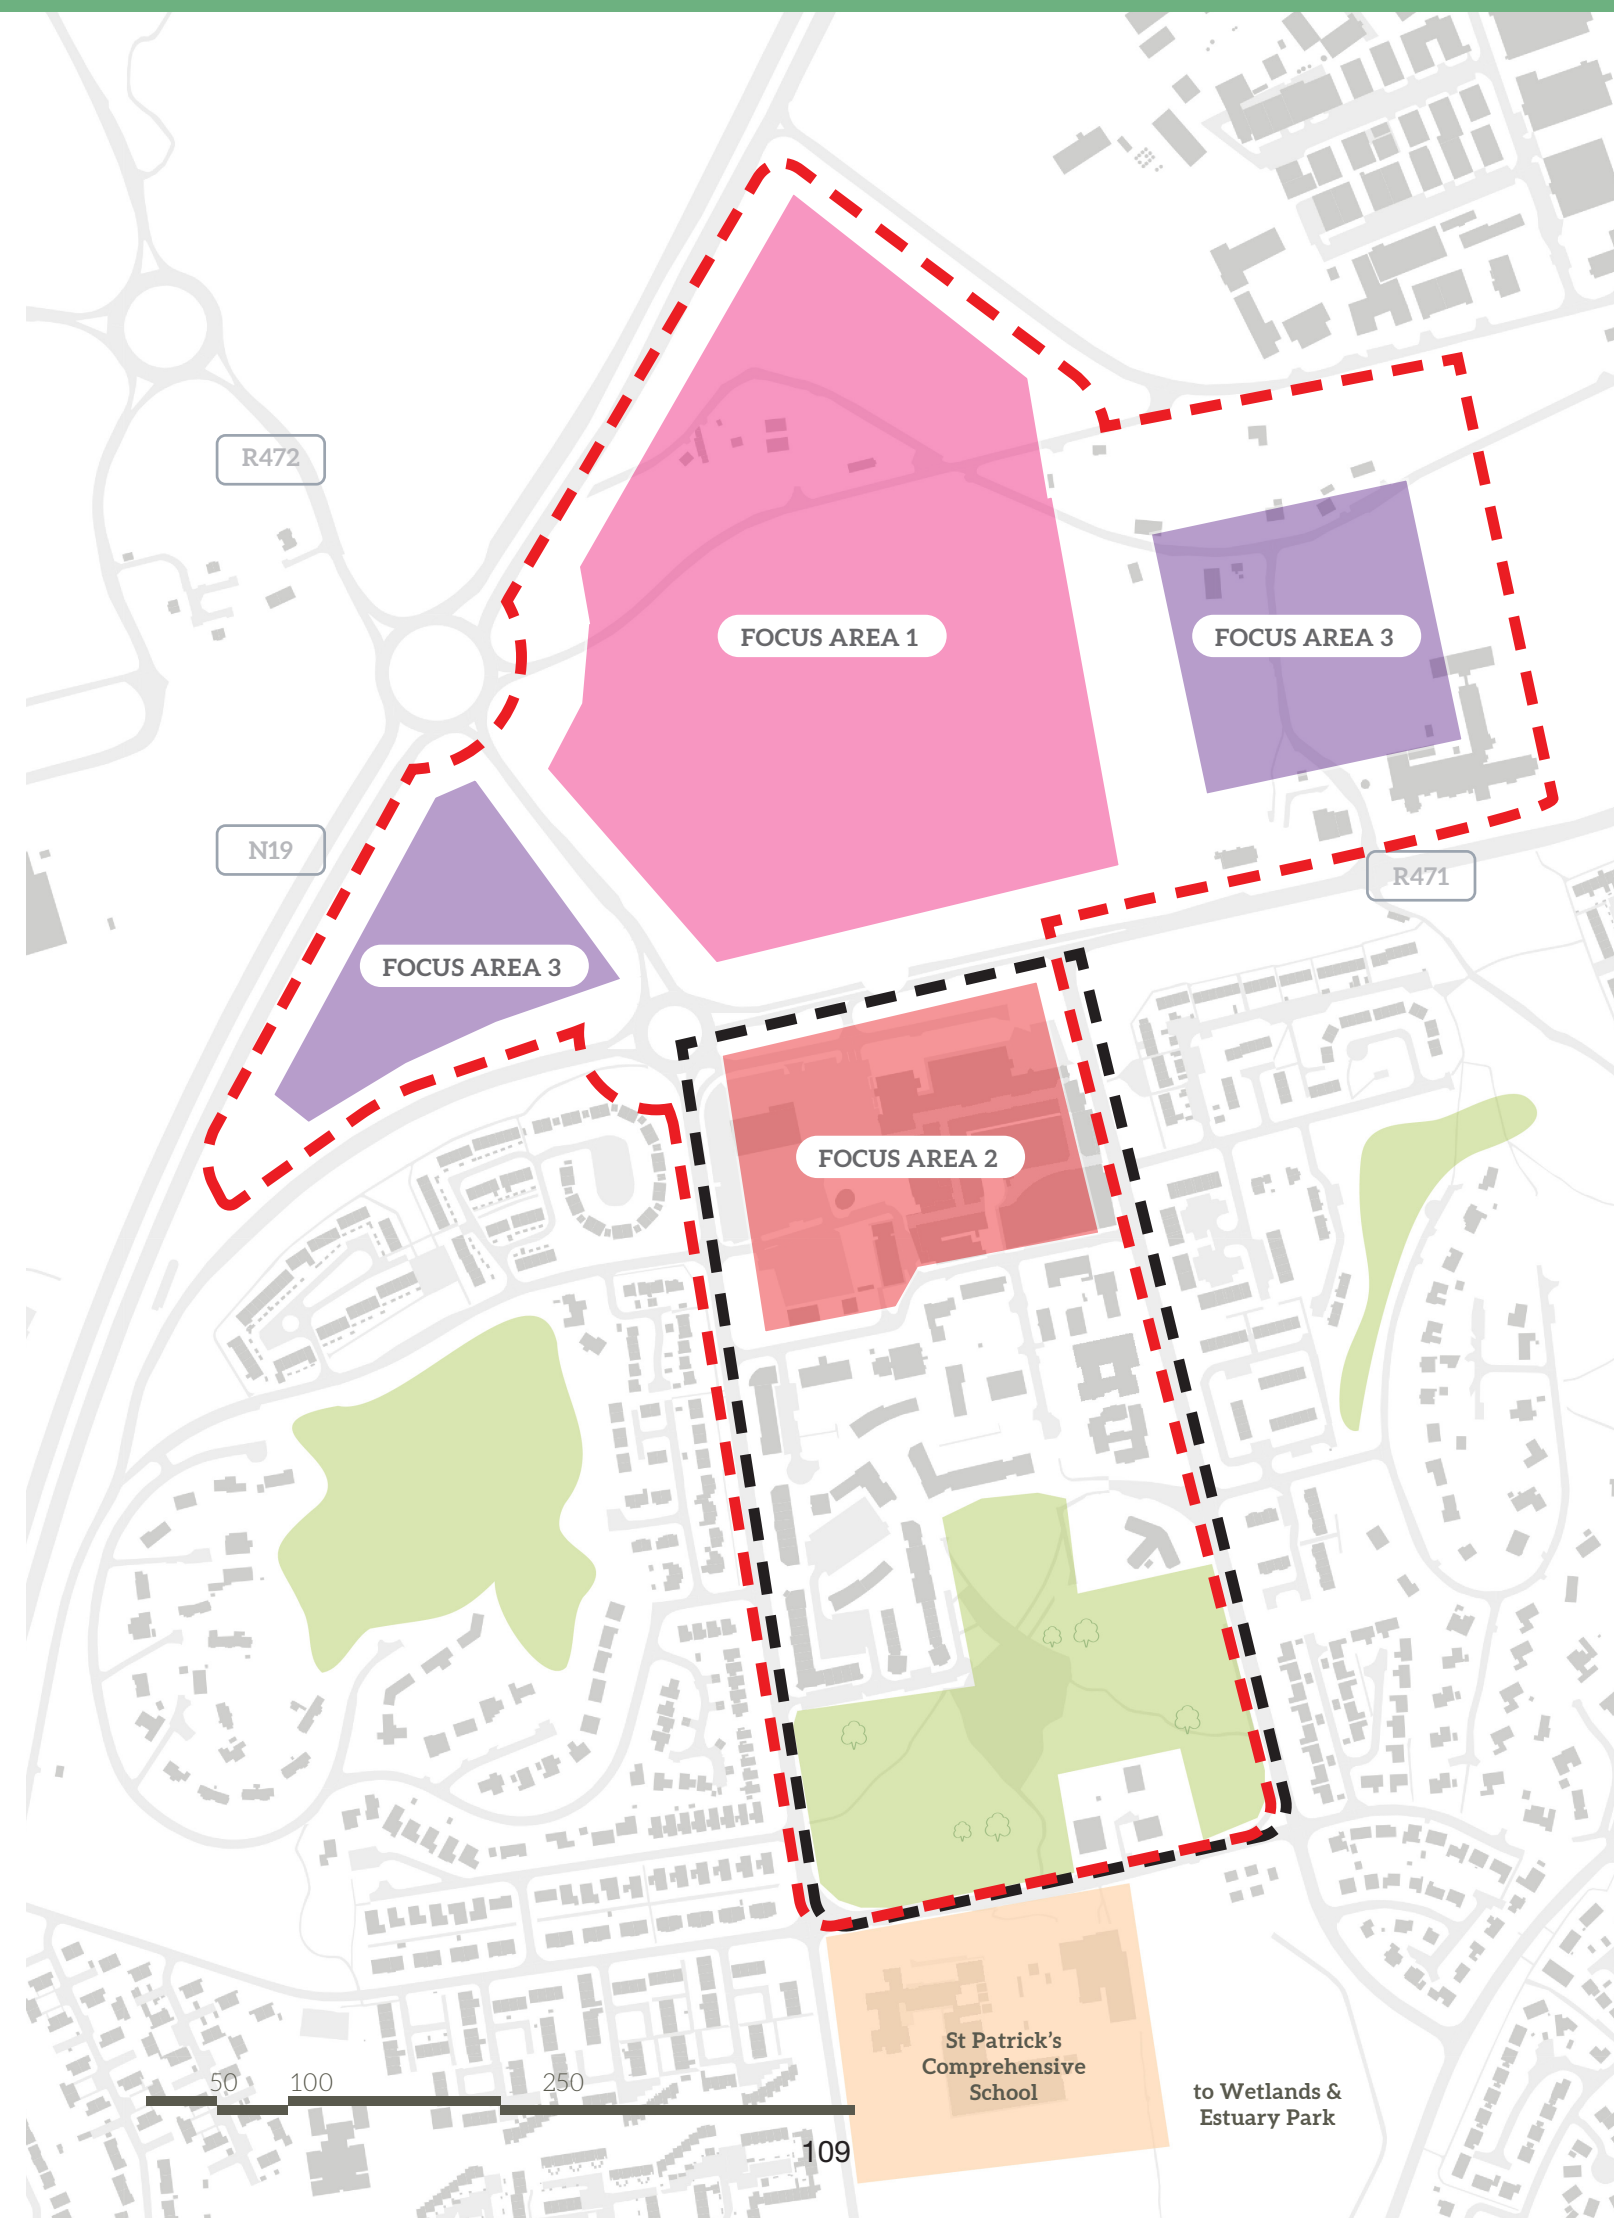 R472
FOCUS AREA 1
FOCUS AREA 3
N19
R471
FOCUS AREA 3
FOCUS AREA 2
St Patrick’s
Comprehensive
School
to Wetlands &
Estuary Park
50 100 250
109